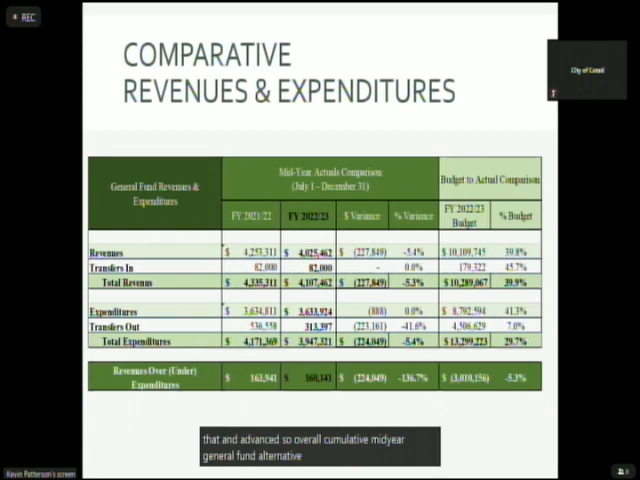 REC
COMPARATIVE
REVENUES & EXPENDITURES
General Fund Revenues & Expenditures
Mid-Year Actuals Comparison
(July 1 - December 31)
Budget to Actual Comparison
FY 2021/22 FY 2022/23 $ Variance % Variance FY 2022/23 Budget % Budget
Revenues $ 4,253,311 $ 4,025,462 $ (227,849) -5.4% $ 10,109,745 39.8%
Transfers In 82,000 82,000 - 0.0% 179,322 45.7%
Total Revenue $ 4,335,311 $ 4,107,462 $ (227,849) -5.3% $ 10,289,067 39.9%
Expenditures $ 3,634,811 $ 3,633,924 $ (888) 0.0% $ 8,792,594 41.3%
Transfers Out 536,558 313,397 (223,161) -41.6% 4,506,629 7.0%
Total Expenditures $ 4,171,369 $ 3,947,321 $ (224,049) -5.4% $ 13,299,223 29.7%
Revenues Over (Under) Expenditures $ 163,941 $ 160,141 $ (224,049) -136.7% $ (3,010,156) -5.3%
that and advanced so overall cumulative midyear
general fund alternative
Kevin Patterson's screen
City of